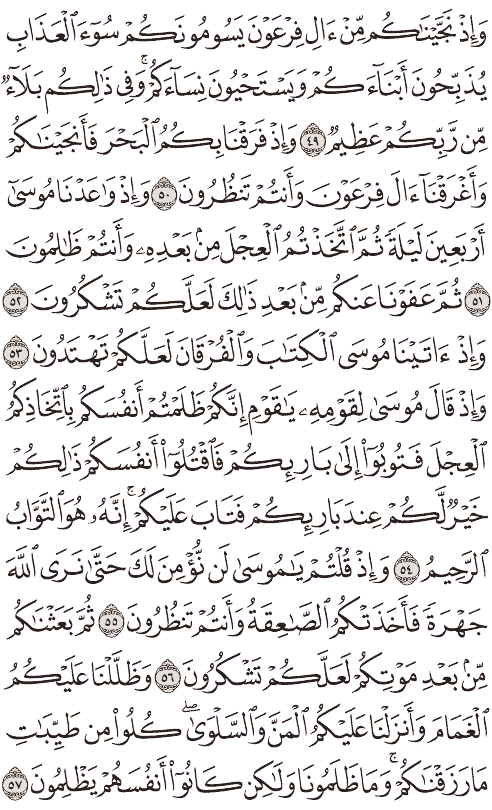 وَإِذْ نَجَّيْنَٰكُم مِّنْ ءَالِ فِرْعَوْنَ يَسُومُونَكُمْ سُوٓءَ ٱلْعَذَابِ
يُذَبِّحُونَ أَبْنَآءَكُمْ وَيَسْتَحْيُونَ نِسَآءَكُمْ ۚ وَفِى ذَٰلِكُم بَلَآءٌ
مِّن رَّبِّكُمْ عَظِيمٌ ٤٩ وَإِذْ فَرَقْنَا بِكُمُ ٱلْبَحْرَ فَأَنجَيْنَٰكُمْ
وَأَغْرَقْنَآ ءَالَ فِرْعَوْنَ وَأَنتُمْ تَنظُرُونَ ٥٠ وَإِذْ وَٰعَدْنَا مُوسَىٰٓ
أَرْبَعِينَ لَيْلَةً ثُمَّ ٱتَّخَذْتُمُ ٱلْعِجْلَ مِنۢ بَعْدِهِۦ وَأَنتُمْ ظَٰلِمُونَ
٥١ ثُمَّ عَفَوْنَا عَنكُم مِّنۢ بَعْدِ ذَٰلِكَ لَعَلَّكُمْ تَشْكُرُونَ ٥٢
وَإِذْ ءَاتَيْنَا مُوسَى ٱلْكِتَٰبَ وَٱلْفُرْقَانَ لَعَلَّكُمْ تَهْتَدُونَ ٥٣
وَإِذْ قَالَ مُوسَىٰ لِقَوْمِهِۦ يَٰقَوْمِ إِنَّكُمْ ظَلَمْتُمْ أَنفُسَكُم بِٱتِّخَاذِكُمُ
ٱلْعِجْلَ فَتُوبُوٓا۟ إِلَىٰ بَارِئِكُمْ فَٱقْتُلُوٓا۟ أَنفُسَكُمْ ذَٰلِكُمْ
خَيْرٌ لَّكُمْ عِندَ بَارِئِكُمْ فَتَابَ عَلَيْكُمْ ۚ إِنَّهُۥ هُوَ ٱلتَّوَّابُ
ٱلرَّحِيمُ ٥٤ وَإِذْ قُلْتُمْ يَٰمُوسَىٰ لَن نُّؤْمِنَ لَكَ حَتَّىٰ نَرَى ٱللَّهَ
جَهْرَةً فَأَخَذَتْكُمُ ٱلصَّٰعِقَةُ وَأَنتُمْ تَنظُرُونَ ٥٥ ثُمَّ بَعَثْنَٰكُم
مِّنۢ بَعْدِ مَوْتِكُمْ لَعَلَّكُمْ تَشْكُرُونَ ٥٦ وَظَلَّلْنَا عَلَيْكُمُ
ٱلْغَمَامَ وَأَنزَلْنَا عَلَيْكُمُ ٱلْمَنَّ وَٱلسَّلْوَىٰ ۖ كُلُوا۟ مِن طَيِّبَٰتِ
مَا رَزَقْنَٰكُمْ ۖ وَمَا ظَلَمُونَا وَلَٰكِن كَانُوٓا۟ أَنفُسَهُمْ يَظْلِمُونَ ٥٧